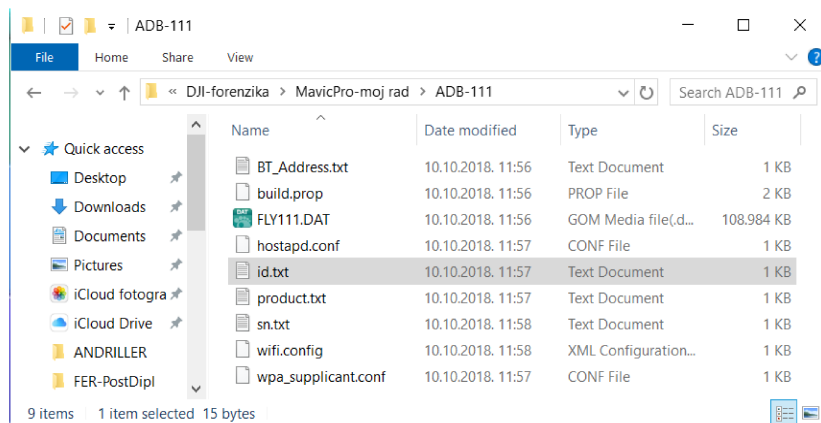 ADB-111
File Home Share View
« DJI-forenzika > MavicPro-moj rad > ADB-111 Search ADB-111
Name Date modified Type Size
Quick access
Desktop
Downloads
Documents
Pictures
iCloud fotogra
iCloud Drive
ANDRILLER
FER-PostDipl
BT_Address.txt 10.10.2018. 11:56 Text Document 1 KB
build.prop 10.10.2018. 11:56 PROP File 2 KB
DAT FLY111.DAT 10.10.2018. 11:56 GOM Media file(.d... 108.984 KB
hostapd.conf 10.10.2018. 11:57 CONF File 1 KB
id.txt 10.10.2018. 11:57 Text Document 1 KB
product.txt 10.10.2018. 11:57 Text Document 1 KB
sn.txt 10.10.2018. 11:58 Text Document 1 KB
wifi.config 10.10.2018. 11:58 XML Configuration... 1 KB
wpa_supplicant.conf 10.10.2018. 11:57 CONF File 1 KB
9 items 1 item selected 15 bytes